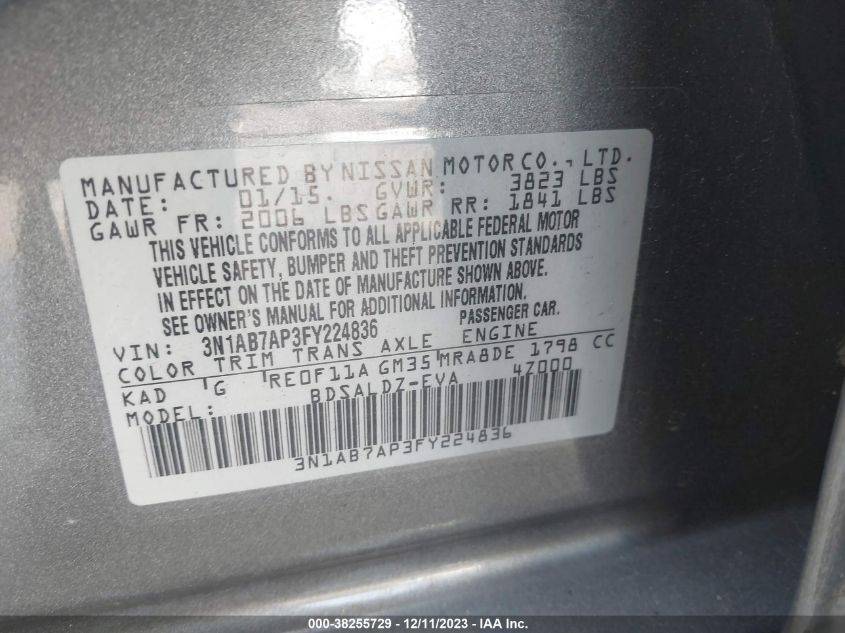 MANUFACTURED BY NISSAN MOTOR CO., LTD.
DATE: 01/15. GVWR: 3823 LBS
GAWR FR: 2006 LBS GAWR RR: 1841 LBS
THIS VEHICLE CONFORMS TO ALL APPLICABLE FEDERAL MOTOR
VEHICLE SAFETY, BUMPER AND THEFT PREVENTION STANDARDS
IN EFFECT ON THE DATE OF MANUFACTURE SHOWN ABOVE.
SEE OWNER'S MANUAL FOR ADDITIONAL INFORMATION.
VIN: 3N1AB7AP3FY224836 PASSENGER CAR.
COLOR TRIM TRANS AXLE ENGINE
KAD 'G 'RE0F11A GM35 'MRA8DE 1798 CC
MODEL: BDSALDZ-EVA 4Z000
3N1AB7AP3FY224836
000-38255729 - 12/11/2023 - IAA Inc.